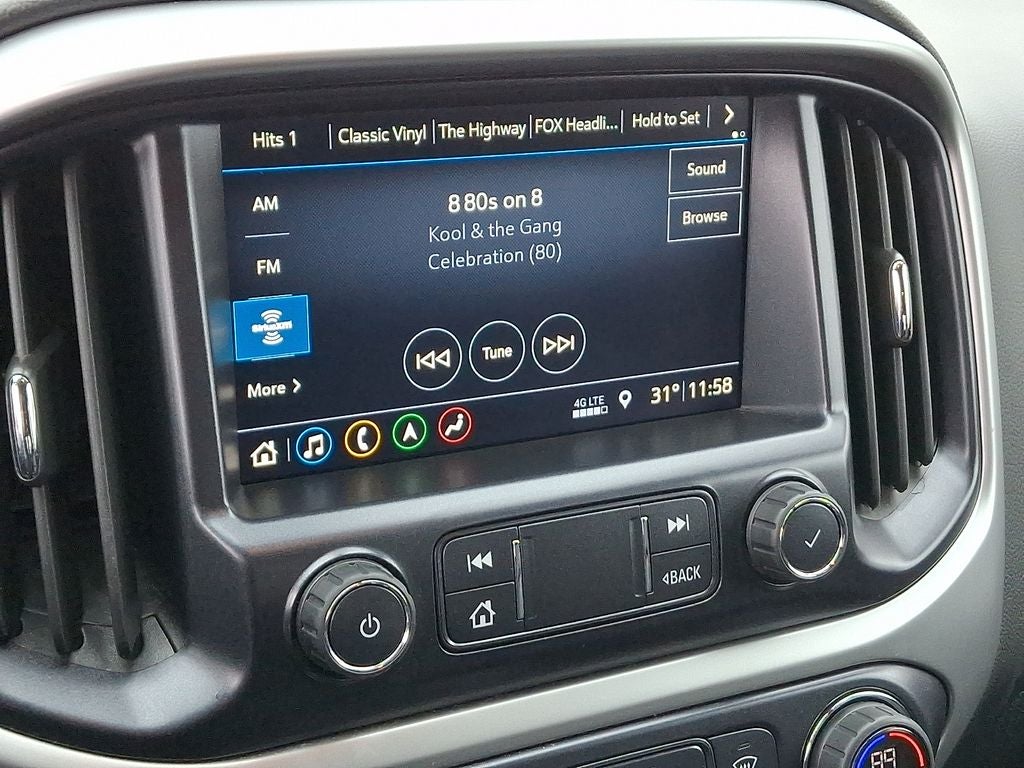 Hits 1 Classic Vinyl The Highway FOX Headli... Hold to Set
Sound
Browse
AM
FM
SiriusXM
More
8 80s on 8
Kool & the Gang
Celebration (80)
Tune
4G LTE
31° 11:58
BACK